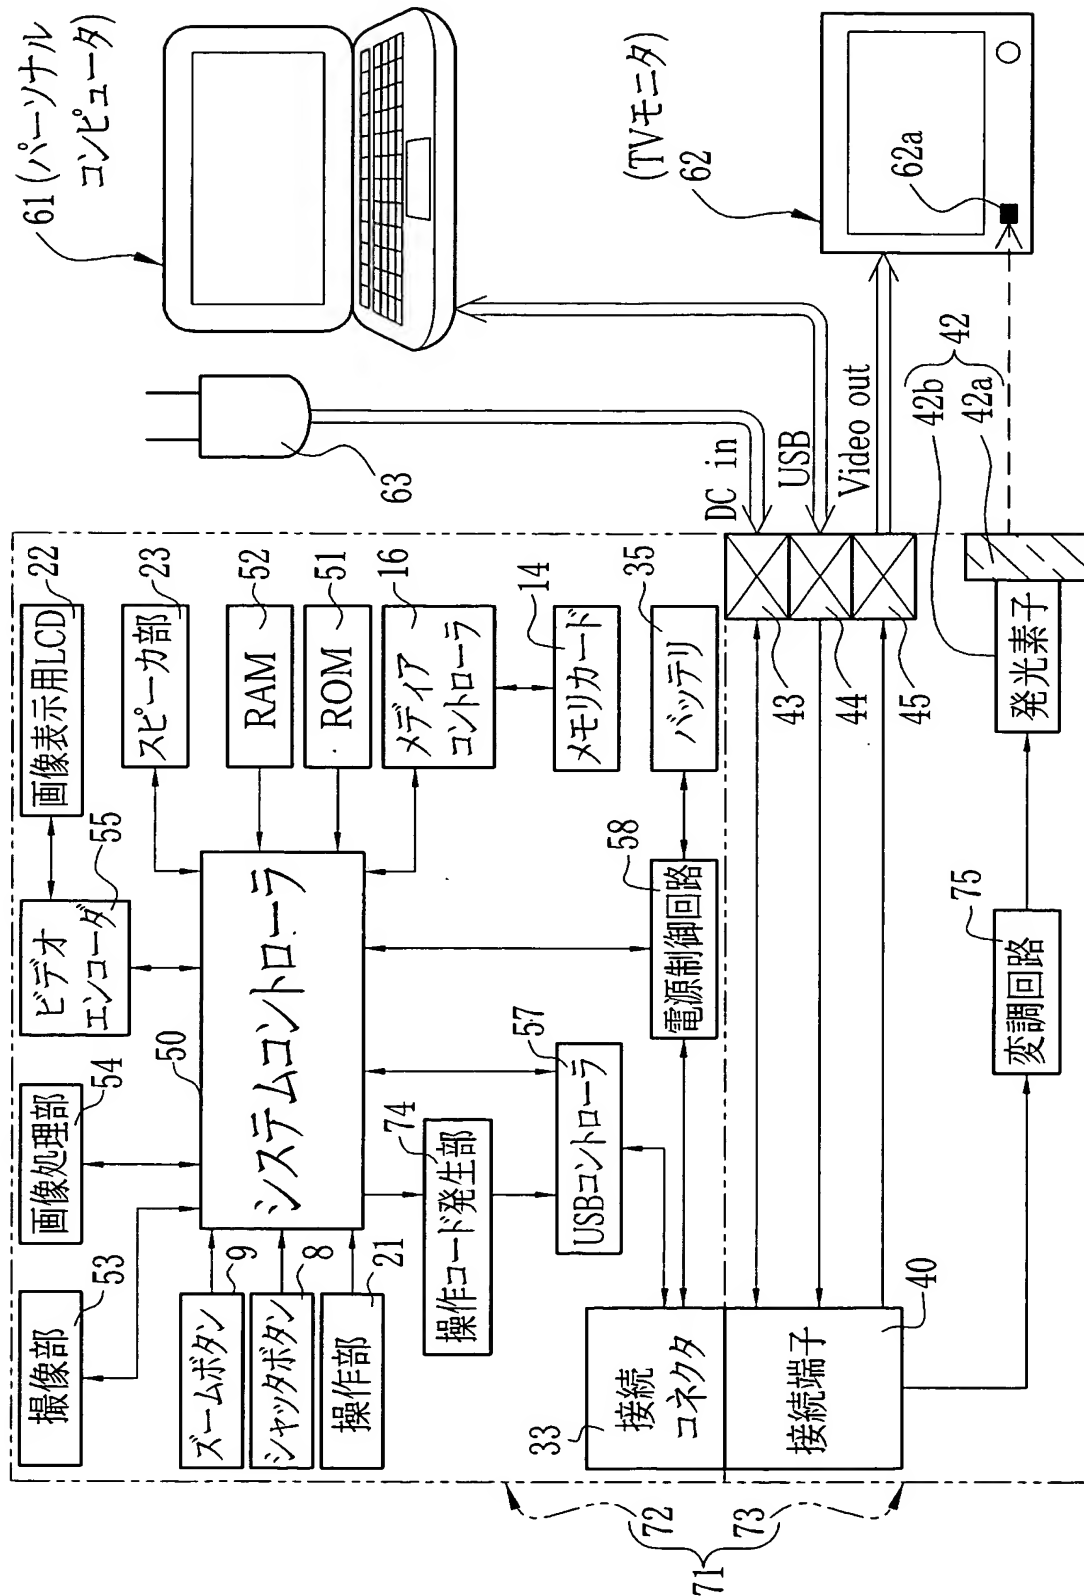 53
撮像部
54
画像処理部
55
ビデオ
エンコーダ
22
画像表示用LCD
23
スピーカ部
9
ズームボタン
8
シャッタボタン
21
操作部
50
システムコントローラ
52
RAM
51
ROM
16
メディア
コントローラ
14
メモリカード
74
操作コード発生部
57
USBコントローラ
58
電源制御回路
35
バッテリ
33
接続
コネクタ
40
接続端子
43
44
45
75
変調回路
発光素子
42b
42a
42
71
72
73
DC in
USB
Video out
63
61(パーソナル
コンピュータ)
(TVモニタ)
62
62a